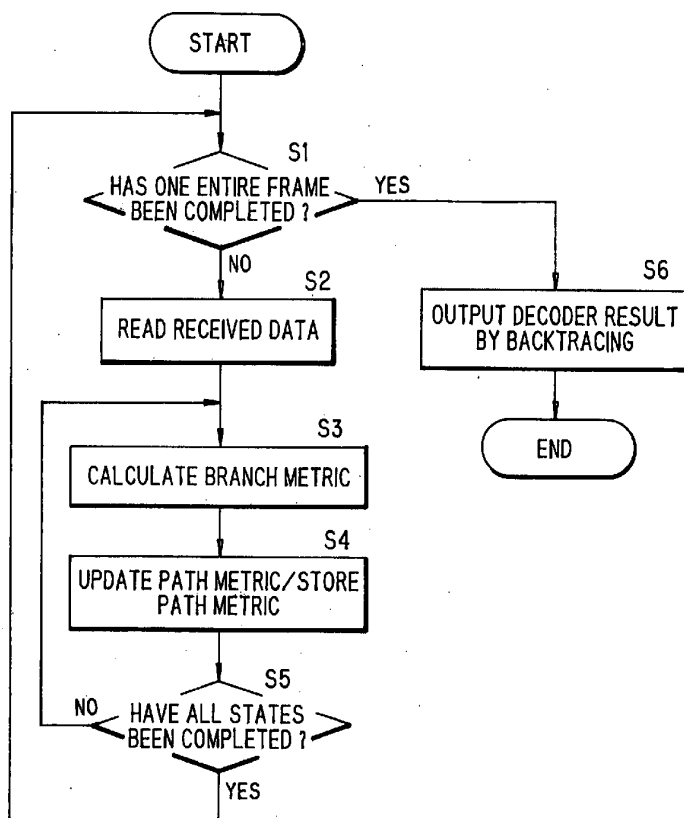 START
S1
HAS ONE ENTIRE FRAME
BEEN COMPLETED ?
YES
NO
S2
READ RECEIVED DATA
S6
OUTPUT DECODER RESULT
BY BACKTRACING
END
S3
CALCULATE BRANCH METRIC
S4
UPDATE PATH METRIC/STORE
PATH METRIC
S5
NO
HAVE ALL STATES
BEEN COMPLETED ?
YES